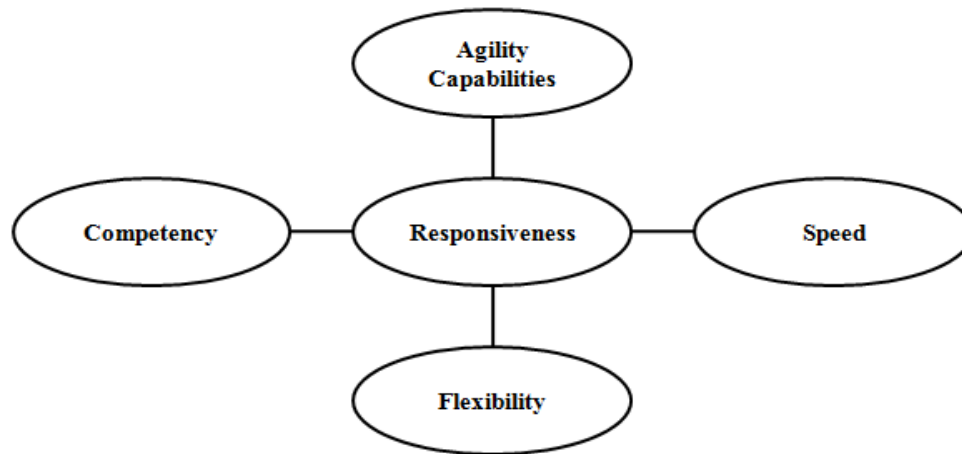 Agility
Capabilities
Competency
Responsiveness
Speed
Flexibility